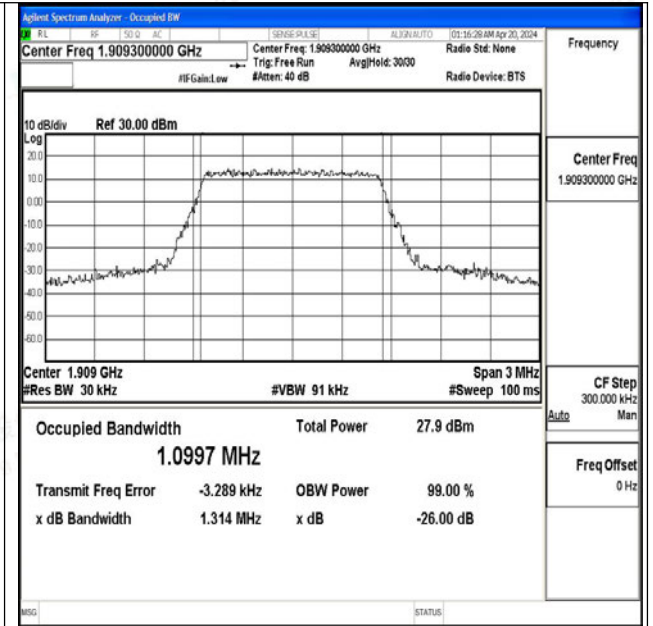 Agilent Spectrum Analyzer - Occupied BW
RL RF 50 Ω AC SENSE:PULSE ALIGN AUTO 01:16:28 AM Apr 20, 2024
Center Freq 1.909300000 GHz
Center Freq: 1.909300000 GHz
Radio Std: None
Trig: Free Run Avg|Hold: 30/30
#IFGain:Low
#Atten: 40 dB
Radio Device: BTS
10 dB/div Ref 30.00 dBm
Log
20.0
10.0
0.00
-10.0
-20.0
-30.0
-40.0
-50.0
-60.0
Center 1.909 GHz
Span 3 MHz
#Res BW 30 kHz
#VBW 91 kHz
#Sweep 100 ms
Occupied Bandwidth
1.0997 MHz
Total Power 27.9 dBm
Transmit Freq Error -3.289 kHz
OBW Power 99.00 %
x dB Bandwidth 1.314 MHz
x dB -26.00 dB
MSG
STATUS
Frequency
Center Freq
1.909300000 GHz
CF Step
300.000 kHz
Auto Man
Freq Offset
0 Hz